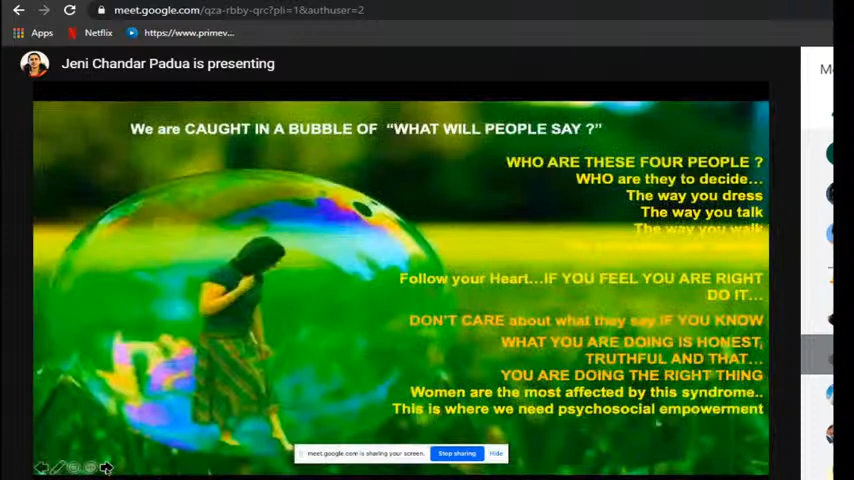 meet.google.com/qza-rbby-qrc?pli=1&authuser=2
Apps
Netflix
https://www.primev...
Jeni Chandar Padua is presenting
We are CAUGHT IN A BUBBLE OF “WHAT WILL PEOPLE SAY ?”
WHO ARE THESE FOUR PEOPLE ?
WHO are they to decide...
The way you dress
The way you talk
The way you walk
Follow your Heart...IF YOU FEEL YOU ARE RIGHT
DO IT...
DON'T CARE about what they say IF YOU KNOW
WHAT YOU ARE DOING IS HONEST,
TRUTHFUL AND THAT...
YOU ARE DOING THE RIGHT THING
Women are the most affected by this syndrome..
This is where we need psychosocial empowerment
meet.google.com is sharing your screen.
Stop sharing
Hide